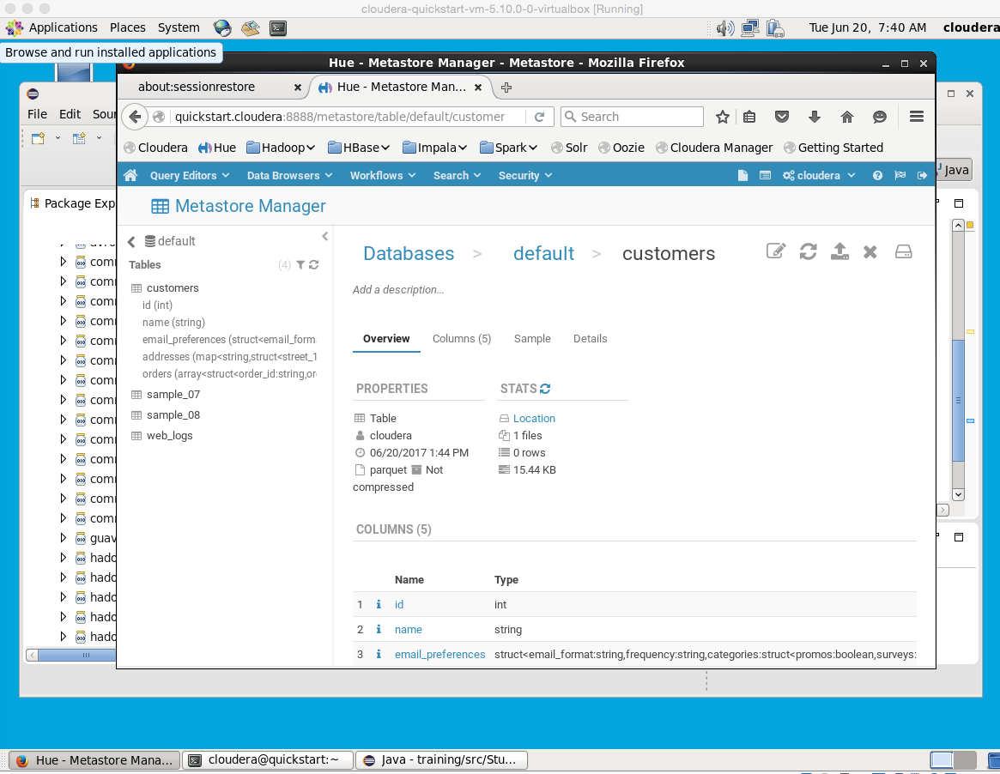 cloudera-quickstart-vm-5.10.0-0-virtualbox [Running]
Applications Places System Tue Jun 20, 7:40 AM cloudera
Browse and run installed applications
Hue - Metastore Manager - Metastore - Mozilla Firefox
about:sessionrestore Hue - Metastore Man...
File Edit Sour
quickstart.cloudera:8888/metastore/table/default/customer Search
Cloudera Hue Hadoop HBase Impala Spark Solr Oozie Cloudera Manager Getting Started
Query Editors Data Browsers Workflows Search Security cloudera
Java
Package Exp
Metastore Manager
default
Databases > default > customers
Tables (4)
customers
Add a description...
id (int)
name (string)
email_preferences (struct<email_forma
addresses (map<string,struct<street_1
orders (array<struct<order_id:string,or
sample_07
sample_08
web_logs
Overview Columns (5) Sample Details
PROPERTIES STATS
Table Location
cloudera 1 files
06/20/2017 1:44 PM 0 rows
parquet Not 15.44 KB
compressed
COLUMNS (5)
Name Type
1 id int
2 name string
3 email_preferences struct<email_format:string,frequency:string,categories:struct<promos:boolean,surveys:
comm
comm
comm
comm
comm
comm
comm
comm
comm
comm
comm
comm
comm
comm
guav
hado
hado
hado
hado
hado
Hue - Metastore Mana... cloudera@quickstart:~ Java - training/src/Stu...